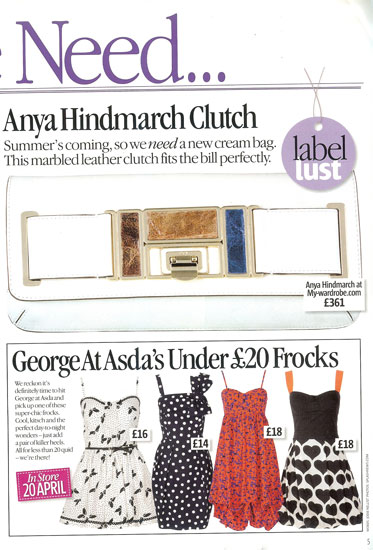 e Need...
Anya Hindmarch Clutch
Summer's coming, so we need a new cream bag.
This marbled leather clutch fits the bill perfectly.
label
lust
Anya Hindmarch at
My-wardrobe.com
£361
George At Asda's Under £20 Frocks
We reckon it's
definitely time to hit
George at Asda and
pick up one of these
super-chic frocks.
Cool, kitsch and the
perfect day-to-night
wonders – just add
a pair of killer heels.
All for less than 20 quid
– we're there!
In Store
20 APRIL
£16
£14
£18
£18
5